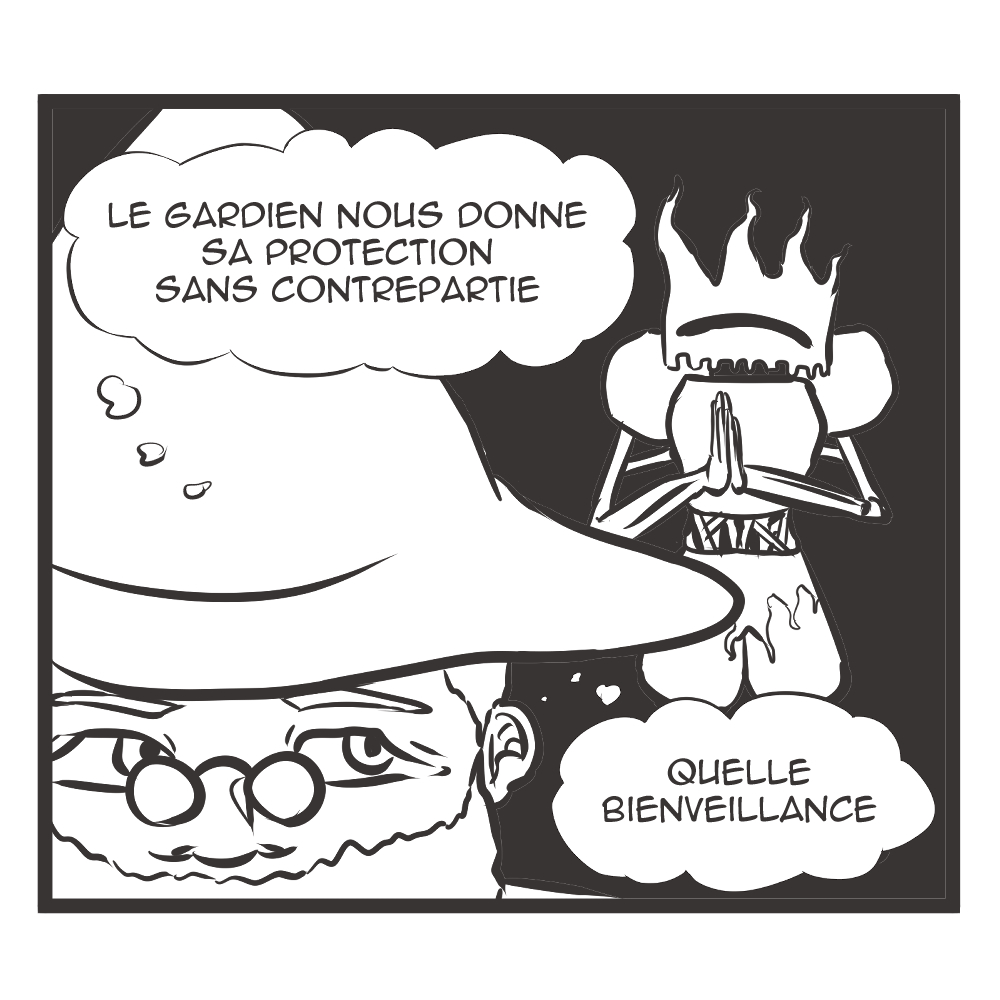 LE GARDIEN NOUS DONNE
SA PROTECTION
SANS CONTREPARTIE
QUELLE
BIENVEILLANCE